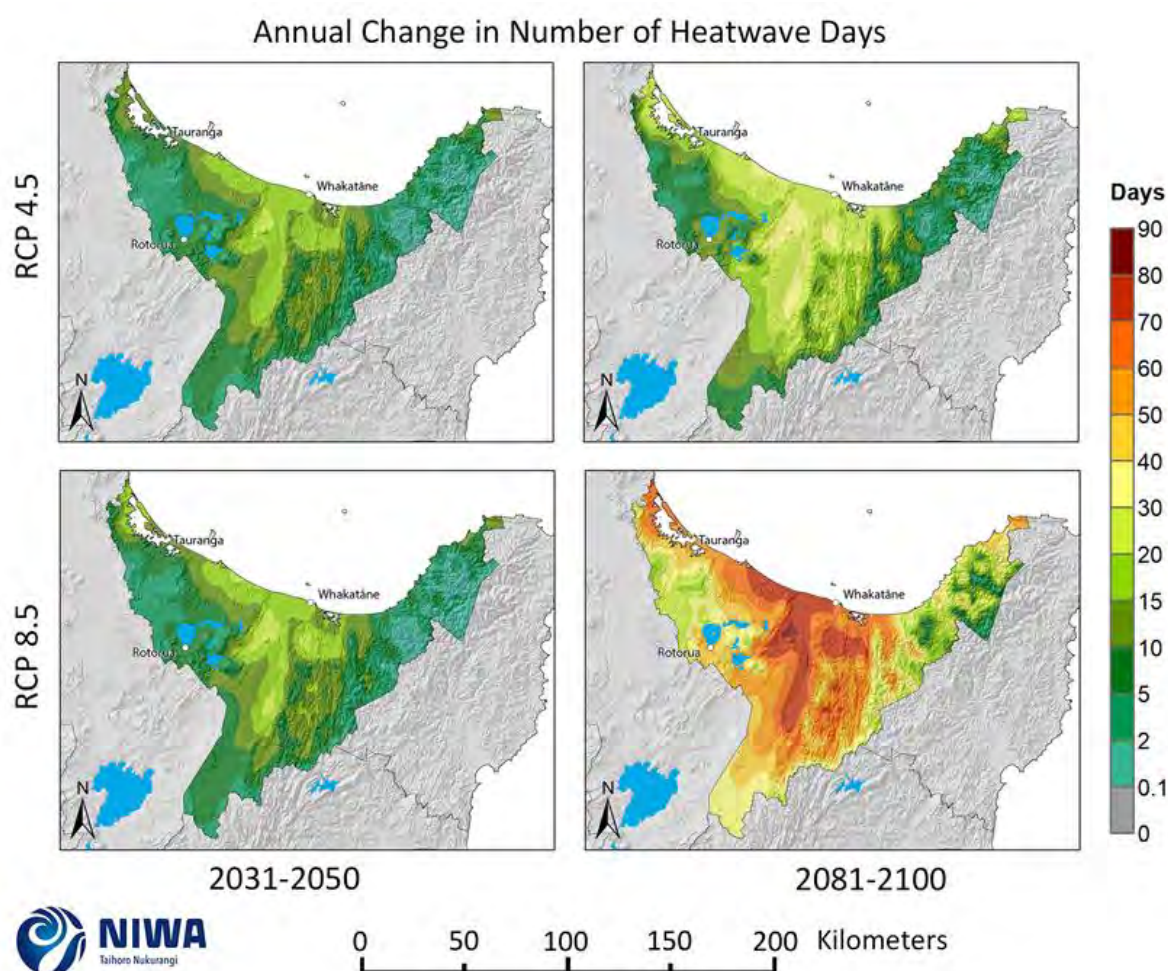 Annual Change in Number of Heatwave Days
RCP 4.5
Tauranga
Whakatāne
Rotorua
N
Tauranga
Whakatāne
Rotorua
N
Days
90
80
70
60
50
40
30
20
15
10
5
2
0.1
0
RCP 8.5
Tauranga
Whakatāne
Rotorua
N
Tauranga
Whakatāne
Rotorua
N
2031-2050
2081-2100
NIWA
Taihoro Nukurangi
0 50 100 150 200 Kilometers